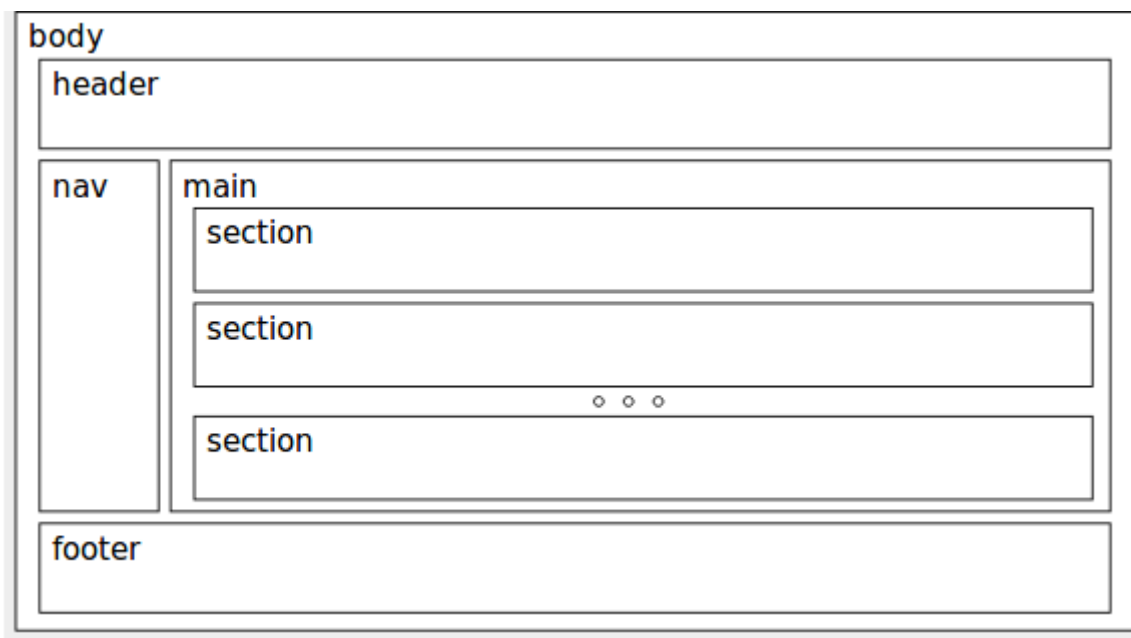 body
header
nav
main
section
section
section
footer